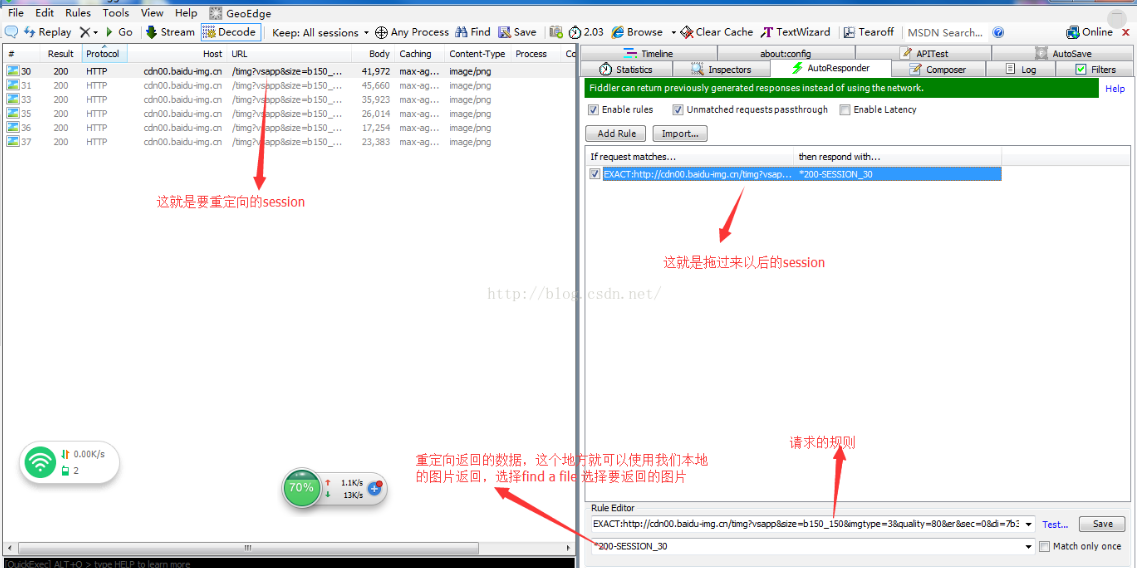 File Edit Rules Tools View Help GeoEdge
Replay Go Stream Decode Keep: All sessions Any Process Find Save 2.03 Browse Clear Cache TextWizard Tearoff MSDN Search... Online
# Result Protocol Host URL Body Caching Content-Type Process Co
30 200 HTTP cdn00.baidu-img.cn /timg?vsapp&size=b150_... 41,972 max-ag... image/png
31 200 HTTP cdn00.baidu-img.cn /timg?vsapp&size=b150_... 45,660 max-ag... image/png
33 200 HTTP cdn00.baidu-img.cn /timg?vsapp&size=b150_... 35,923 max-ag... image/png
35 200 HTTP cdn00.baidu-img.cn /timg?vsapp&size=b150_... 26,014 max-ag... image/png
36 200 HTTP cdn00.baidu-img.cn /timg?vsapp&size=b150_... 17,254 max-ag... image/png
37 200 HTTP cdn00.baidu-img.cn /timg?vsapp&size=b150_... 23,383 max-ag... image/png
这就是要重定向的session
Timeline about:config APITest AutoSave
Statistics Inspectors AutoResponder Composer Log Filters
Fiddler can return previously generated responses instead of using the network. Help
Enable rules Unmatched requests passthrough Enable Latency
Add Rule Import...
If request matches... then respond with...
EXACT:http://cdn00.baidu-img.cn/timg?vsap... *200-SESSION_30
这就是拖过来以后的session
http://blog.csdn.net/
请求的规则
0.00K/s
2
70% 1.1K/s
13K/s
重定向返回的数据，这个地方就可以使用我们本地
的图片返回，选择find a file 选择要返回的图片
Rule Editor
EXACT:http://cdn00.baidu-img.cn/timg?vsapp&size=b150_150&imgtype=3&quality=80&er&sec=0&di=7b3 Test... Save
*200-SESSION_30 Match only once
[QuickExec] ALT+Q > type HELP to learn more